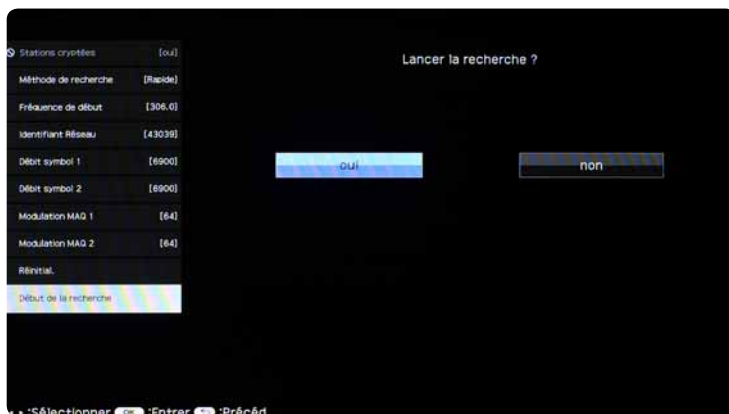 Stations cryptées [oui]
Lancer la recherche ?
Méthode de recherche [Rapide]
Fréquence de début [306.0]
Identifiant Réseau [43039]
Débit symbol 1 [6900]
oui
non
Débit symbol 2 [6900]
Modulation MAQ 1 [64]
Modulation MAQ 2 [64]
Réinitial.
Début de la recherche
:Sélectionner OK :Entrer :Précéd.